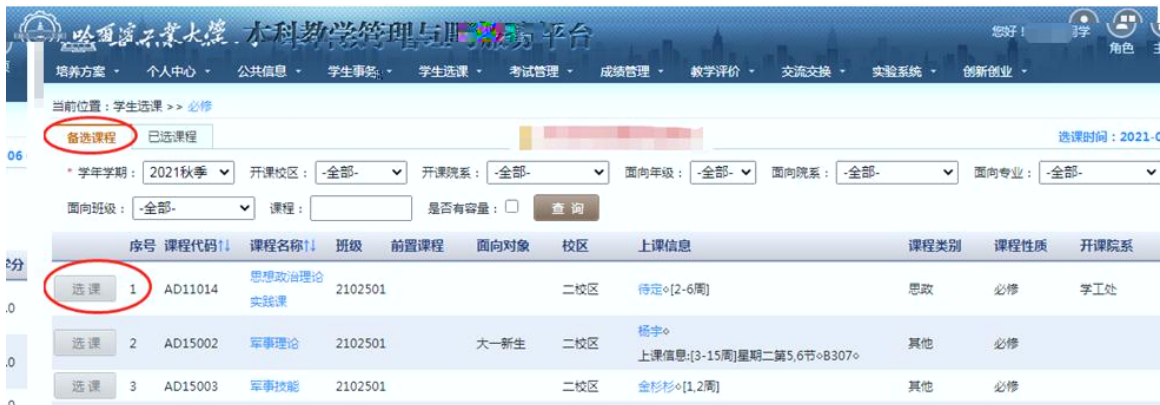 哈尔滨工业大学 本科教学管理与服务平台
您好！ 同学 角色
培养方案 个人中心 公共信息 学生事务 学生选课 考试管理 成绩管理 教学评价 交流交换 实验系统 创新创业
当前位置：学生选课 >> 必修
备选课程 已选课程 选课时间：2021-0
06
* 学年学期： 2021秋季 开课校区： -全部- 开课院系： -全部- 面向年级： -全部- 面向院系： -全部- 面向专业： -全部-
面向班级： -全部- 课程： 是否有容量： 查 询
序号 课程代码↑↓ 课程名称↑↓ 班级 前置课程 面向对象 校区 上课信息 课程类别 课程性质 开课院系
学分
选 课 1 AD11014 思想政治理论 2102501 二校区 待定◇[2-6周] 思政 必修 学工处
实践课
.0
选 课 2 AD15002 军事理论 2102501 大一新生 二校区 杨宇◇ 其他 必修
上课信息:[3-15周]星期二第5,6节◇B307◇
.0
选 课 3 AD15003 军事技能 2102501 二校区 金杉杉◇[1,2周] 其他 必修